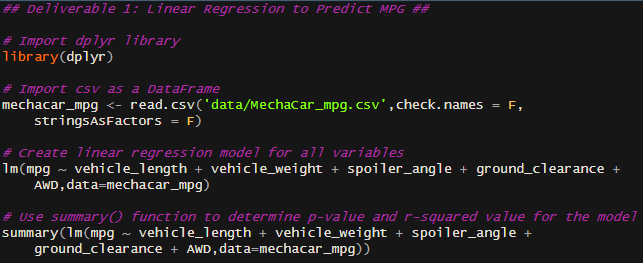 ## Deliverable 1: Linear Regression to Predict MPG ##
# Import dplyr library
library(dplyr)
# Import csv as a DataFrame
mechacar_mpg <- read.csv('data/MechaCar_mpg.csv',check.names = F,
stringsAsFactors = F)
# Create linear regression model for all variables
lm(mpg ~ vehicle_length + vehicle_weight + spoiler_angle + ground_clearance +
AWD,data=mechacar_mpg)
# Use summary() function to determine p-value and r-squared value for the model
summary(lm(mpg ~ vehicle_length + vehicle_weight + spoiler_angle +
ground_clearance + AWD,data=mechacar_mpg))